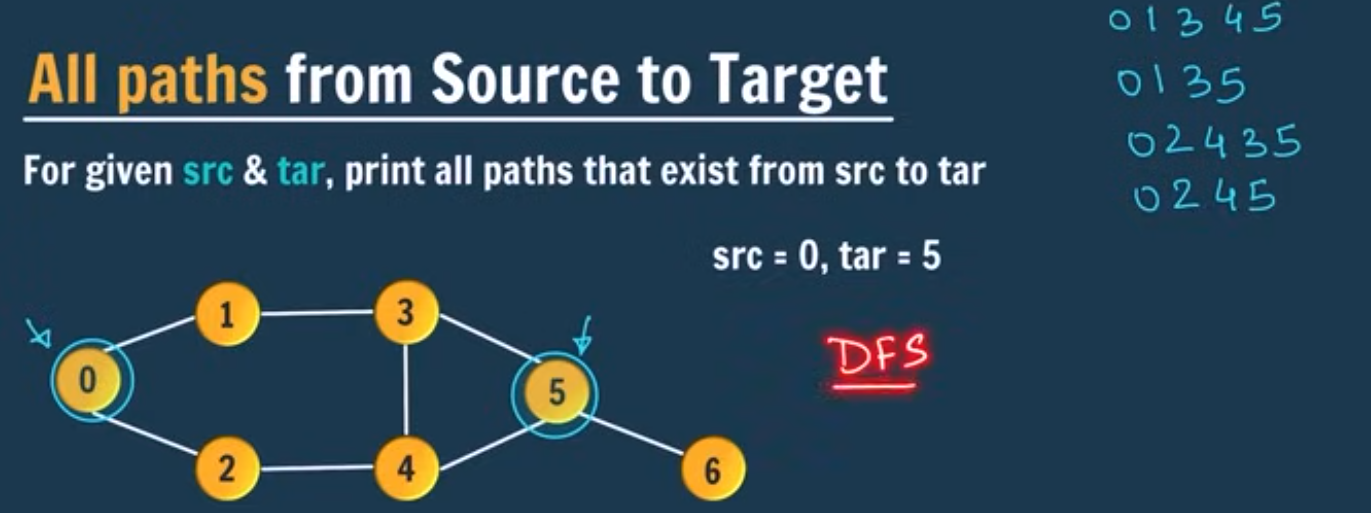 All paths from Source to Target
For given src & tar, print all paths that exist from src to tar
src = 0, tar = 5
0 1 3 4 5
0 1 3 5
0 2 4 3 5
0 2 4 5
DFS
1
3
0
5
2
4
6